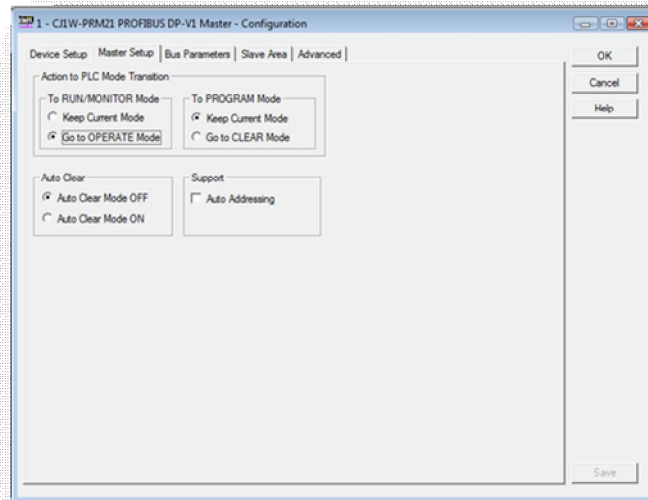 1 - CJ1W-PRM21 PROFIBUS DP-V1 Master - Configuration
Device Setup Master Setup Bus Parameters Slave Area Advanced
OK
Cancel
Help
Action to PLC Mode Transition
To RUN/MONITOR Mode
Keep Current Mode
Go to OPERATE Mode
To PROGRAM Mode
Keep Current Mode
Go to CLEAR Mode
Auto Clear
Auto Clear Mode OFF
Auto Clear Mode ON
Support
Auto Addressing
Save